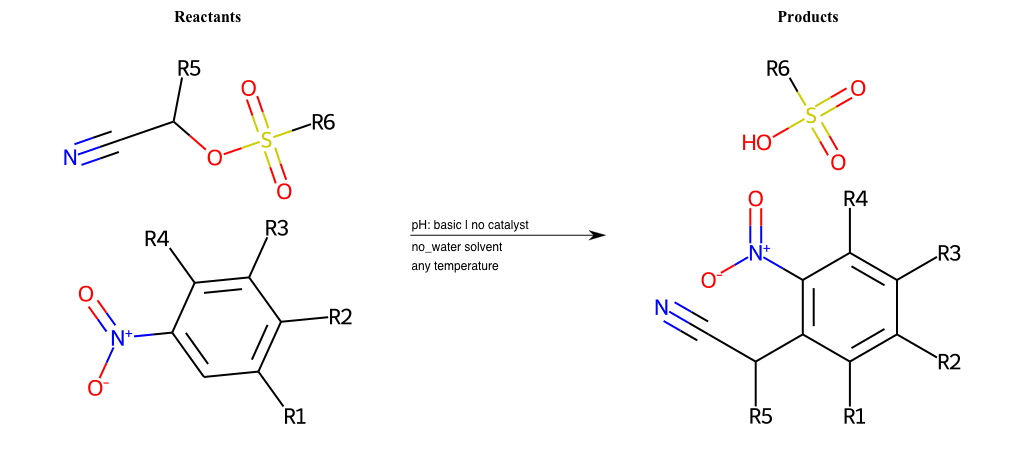 Reactants
Products
R5
O
S
R6
N
O
O
R6
O
S
HO
O
R4
R3
O
N+
R2
O-
R1
pH: basic | no catalyst
no_water solvent
any temperature
O
R4
N+
R3
O-
N
R2
R5
R1